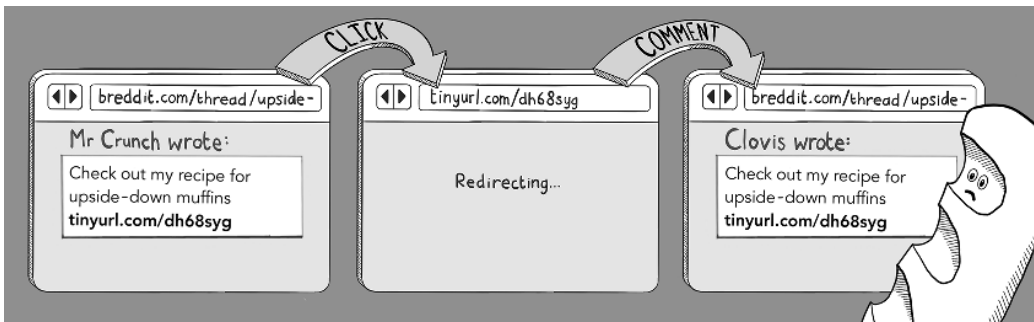 CLICK
COMMENT
breddit.com/thread/upside-
tinyurl.com/dh68syg
breddit.com/thread/upside-
Mr Crunch wrote:
Check out my recipe for
upside-down muffins
tinyurl.com/dh68syg
Redirecting...
Clovis wrote:
Check out my recipe for
upside-down muffins
tinyurl.com/dh68syg